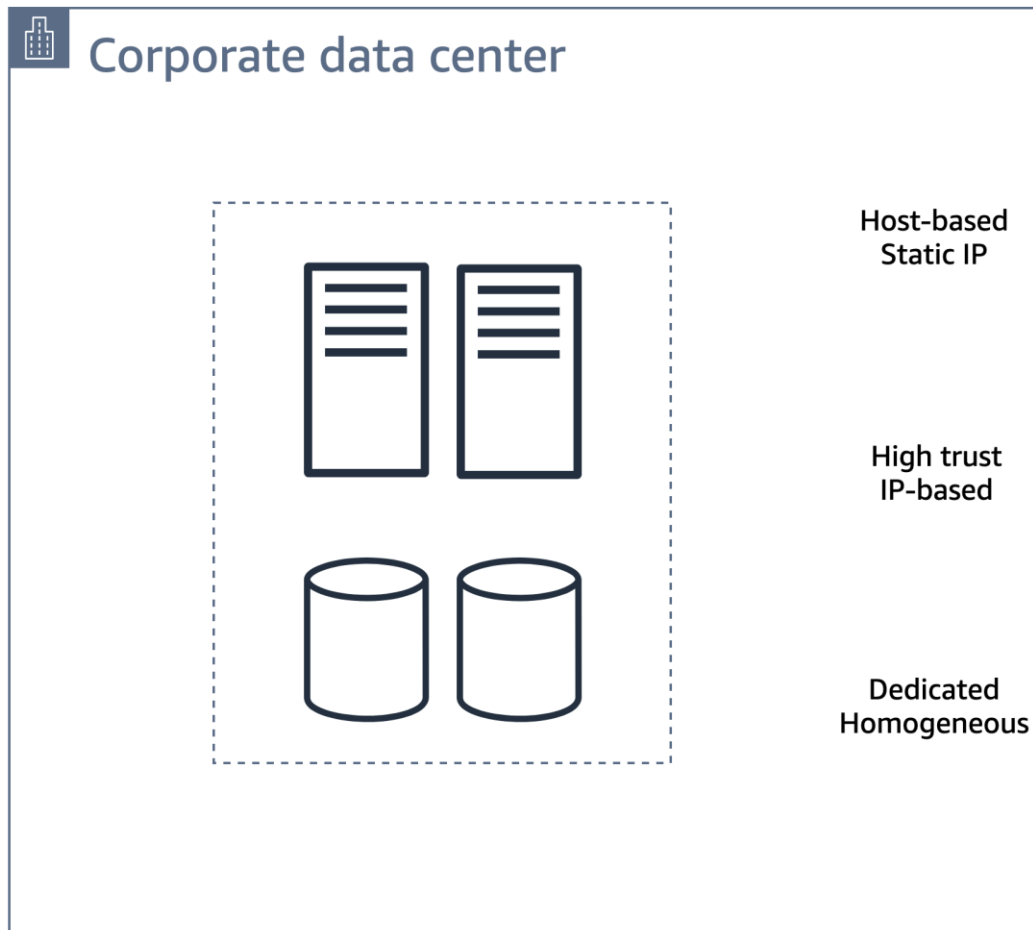 Corporate data center
Host-based
Static IP
High trust
IP-based
Dedicated
Homogeneous